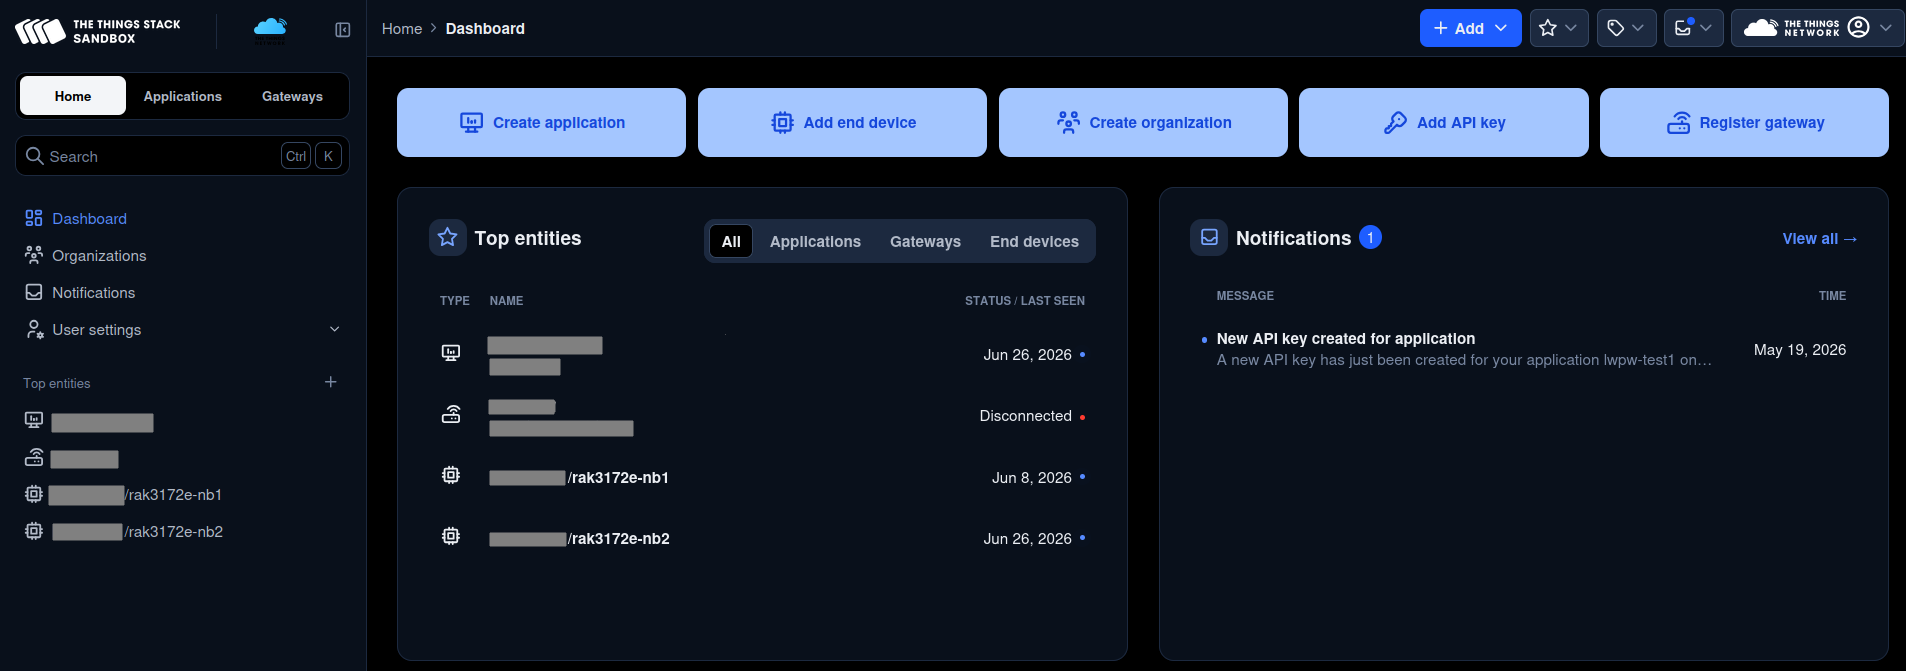 THE THINGS STACK
SANDBOX
Home
Applications
Gateways
Search
Ctrl
K
Dashboard
Organizations
Notifications
User settings
Top entities
/rak3172e-nb1
/rak3172e-nb2
Home > Dashboard
+ Add
THE THINGS
NETWORK
Create application
Add end device
Create organization
Add API key
Register gateway
Top entities
All
Applications
Gateways
End devices
TYPE
NAME
STATUS / LAST SEEN
Jun 26, 2026
Disconnected
/rak3172e-nb1
Jun 8, 2026
/rak3172e-nb2
Jun 26, 2026
Notifications
1
View all →
MESSAGE
TIME
New API key created for application
A new API key has just been created for your application lwpw-test1 on...
May 19, 2026